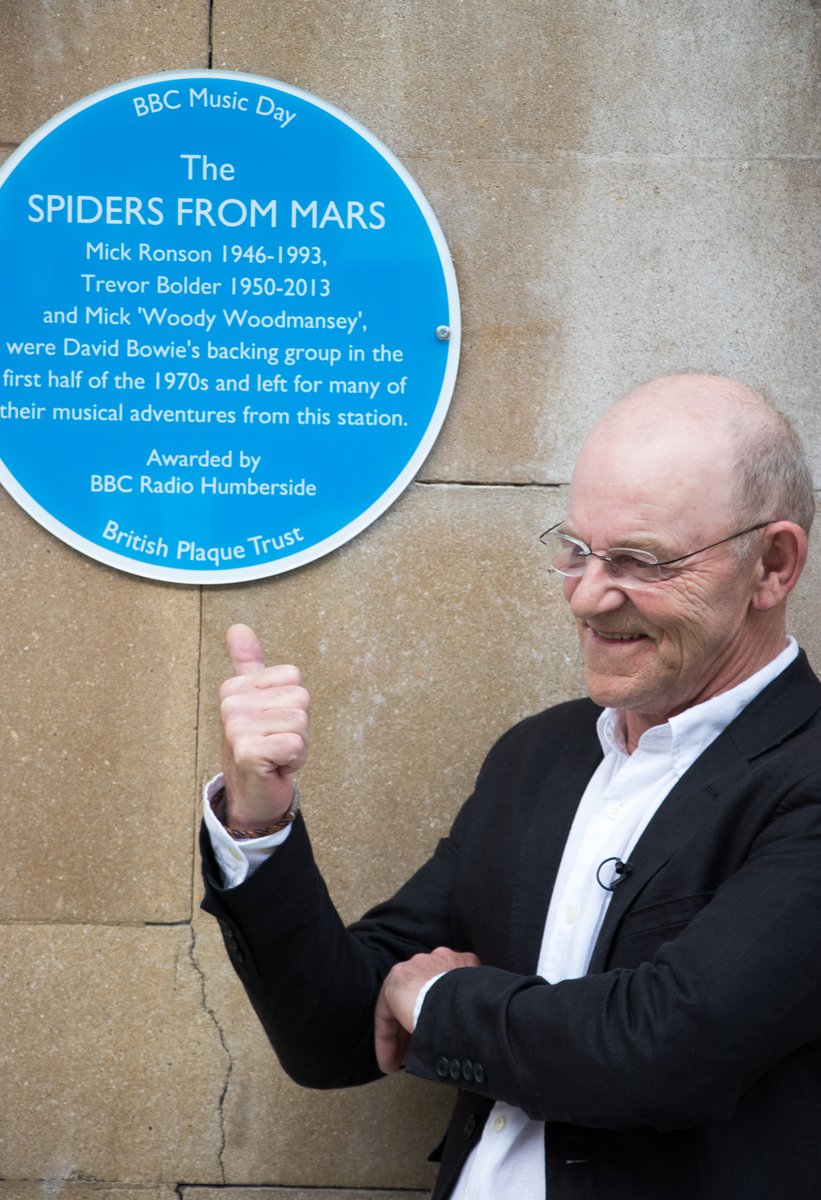 BBC Music Day
The
SPIDERS FROM MARS
Mick Ronson 1946-1993,
Trevor Bolder 1950-2013
and Mick 'Woody Woodmansey',
were David Bowie's backing group in the
first half of the 1970s and left for many of
their musical adventures from this station.
Awarded by
BBC Radio Humberside
British Plaque Trust